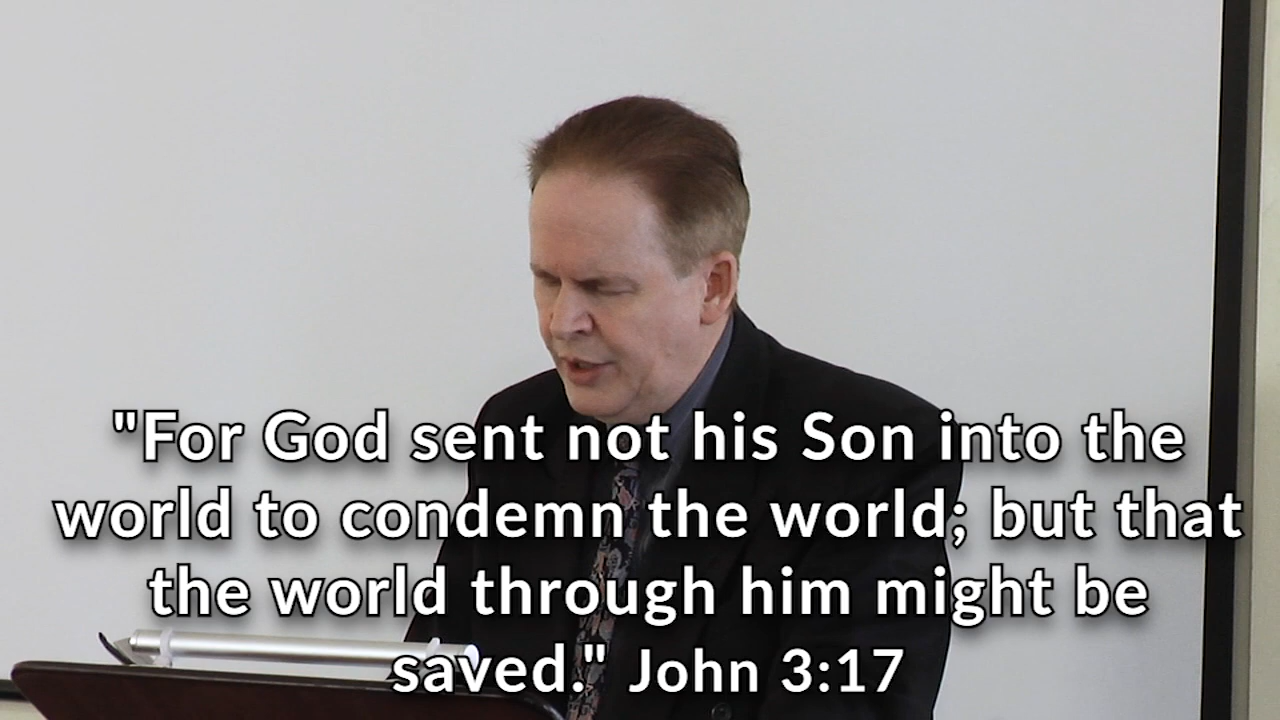 "For God sent not his Son into the
world to condemn the world; but that
the world through him might be
saved." John 3:17